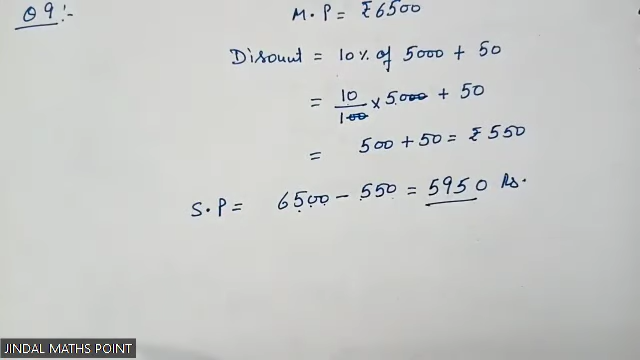 Q9:-
M.P = ₹6500
Disount = 10% of 5000 + 50
= 10/100 × 5000 + 50
= 500 + 50 = ₹550
S.P = 6500 - 550 = 5950 Rs.
JINDAL MATHS POINT